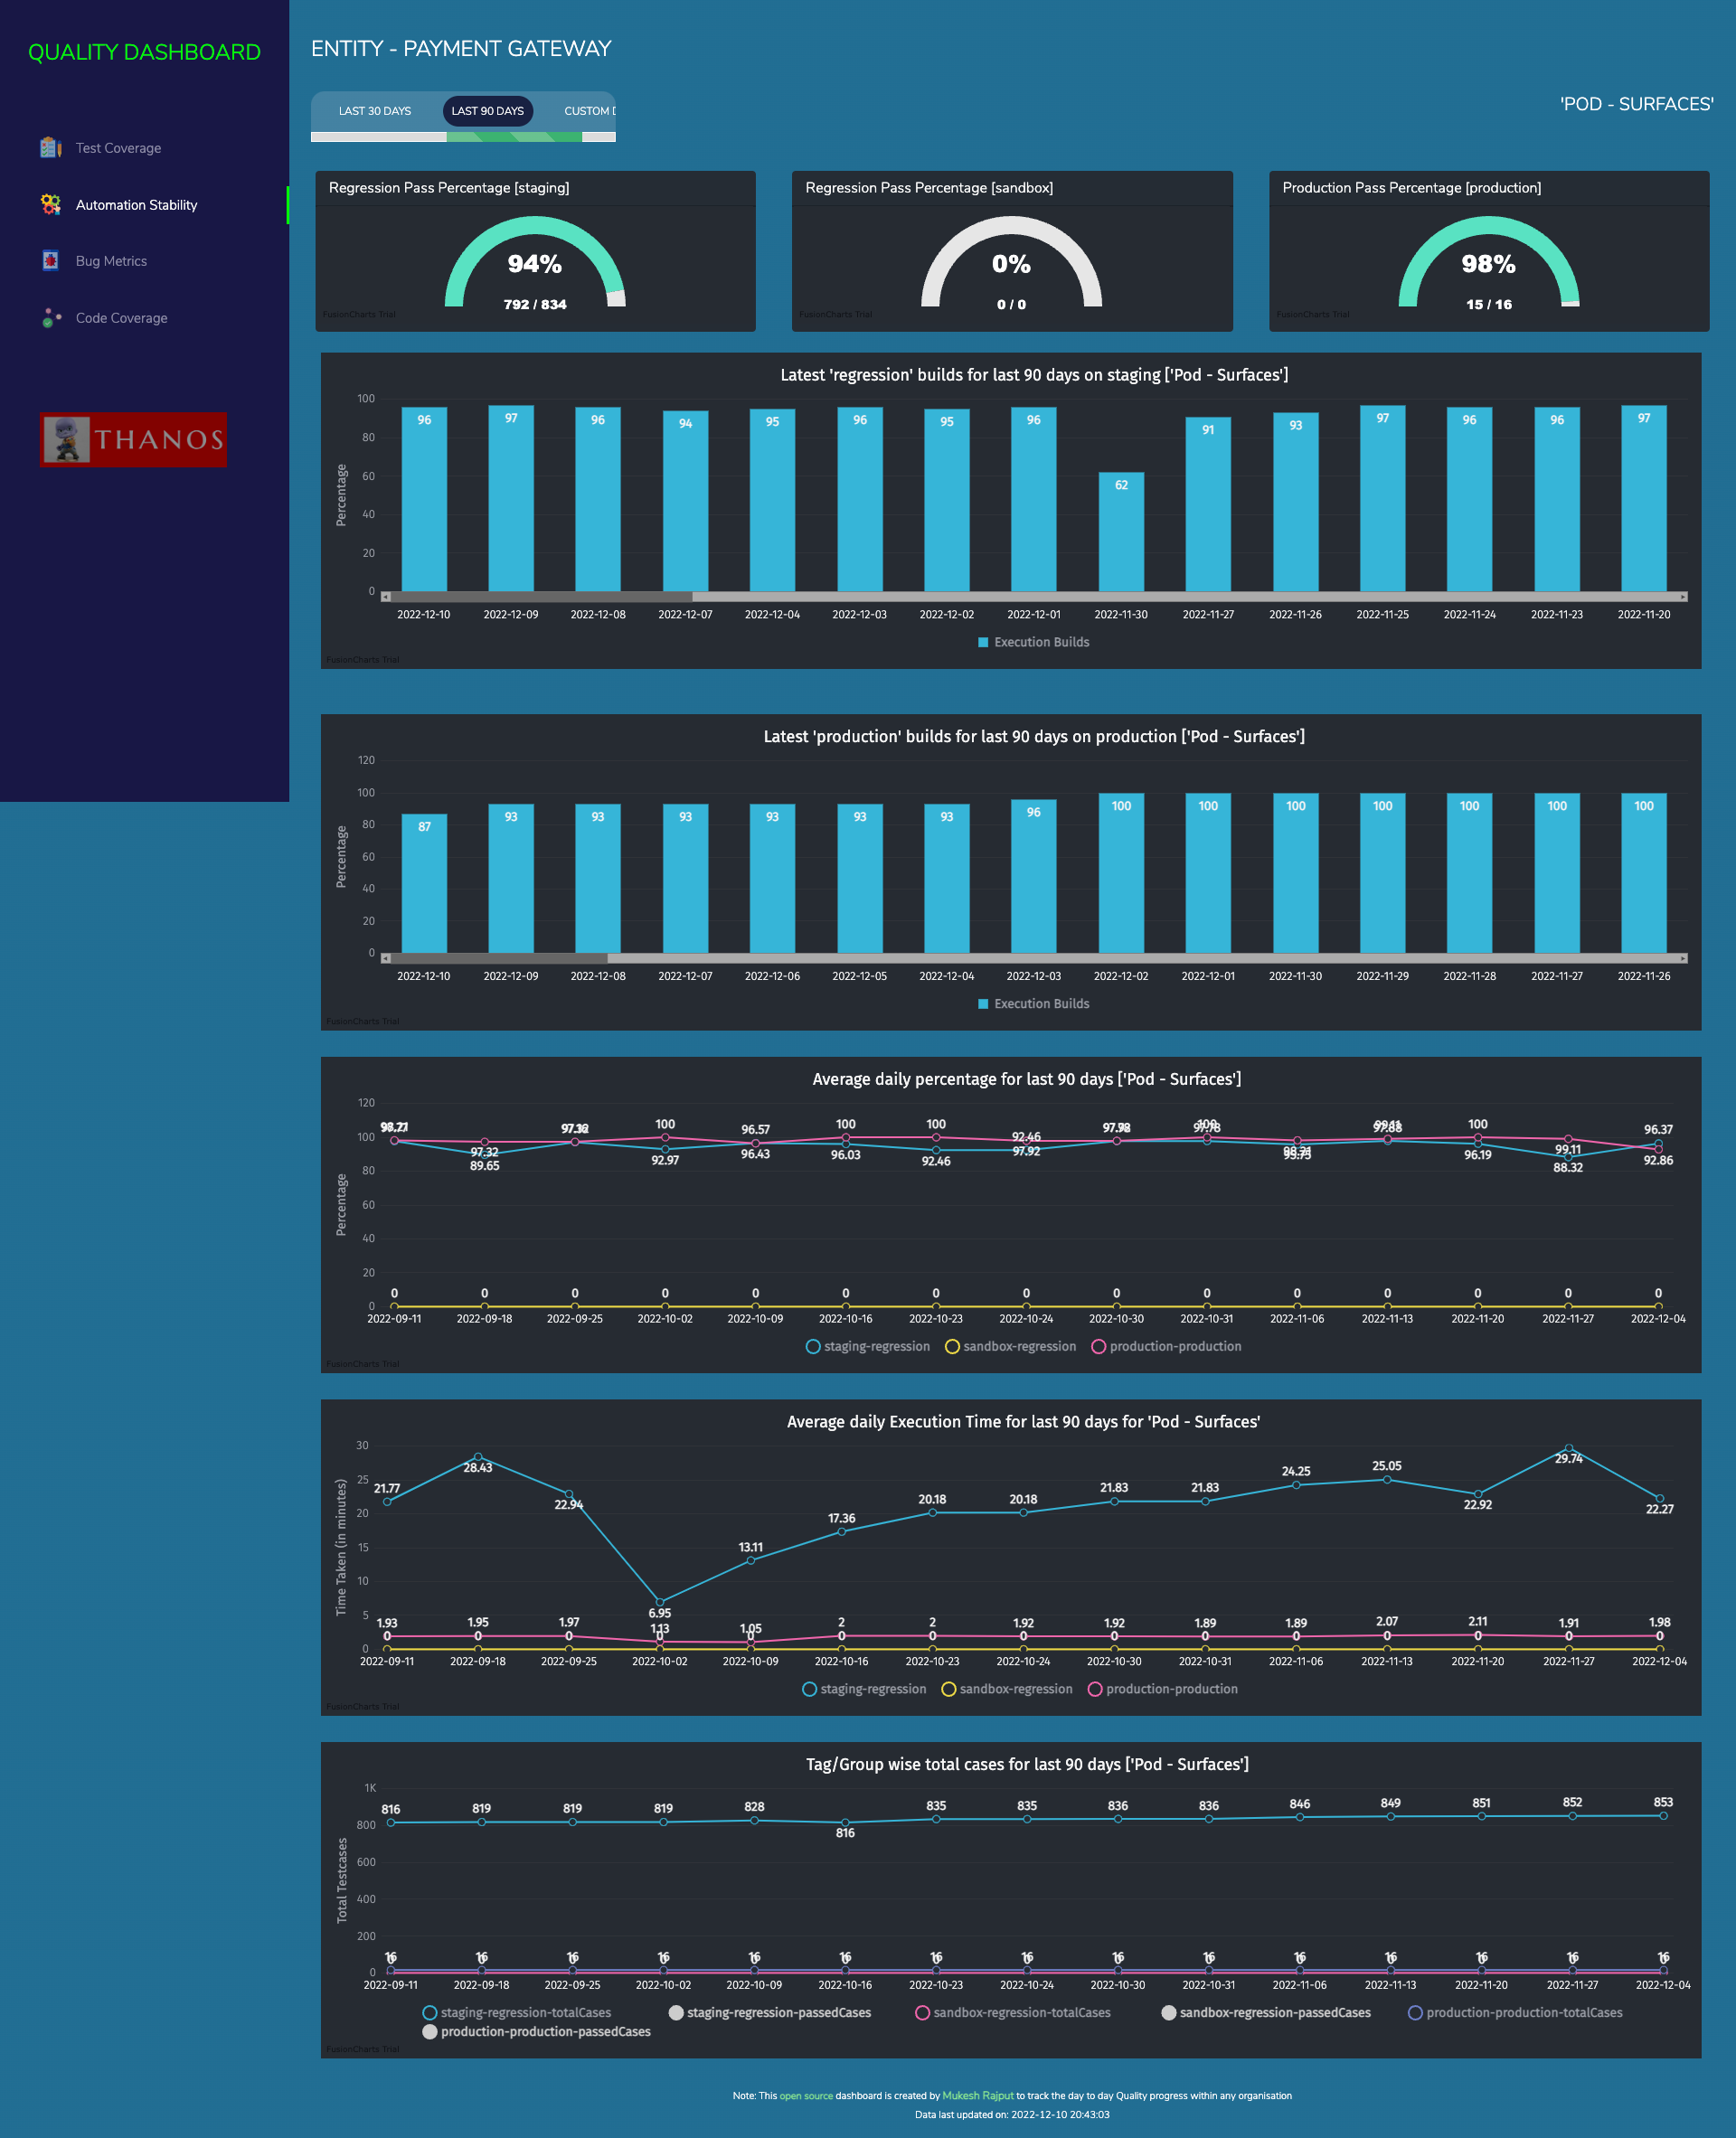 QUALITY DASHBOARD
Test Coverage
Automation Stability
Bug Metrics
Code Coverage
THANOS
ENTITY - PAYMENT GATEWAY
LAST 30 DAYS LAST 90 DAYS CUSTOM
'POD - SURFACES'
Regression Pass Percentage [staging]
94%
792 / 834
FusionCharts Trial
Regression Pass Percentage [sandbox]
0%
0 / 0
FusionCharts Trial
Production Pass Percentage [production]
98%
15 / 16
FusionCharts Trial
Latest 'regression' builds for last 90 days on staging ['Pod - Surfaces']
Percentage
100
80
60
40
20
0
96 97 96 94 95 96 95 96 62 91 93 97 96 96 97
2022-12-10 2022-12-09 2022-12-08 2022-12-07 2022-12-04 2022-12-03 2022-12-02 2022-12-01 2022-11-30 2022-11-27 2022-11-26 2022-11-25 2022-11-24 2022-11-23 2022-11-20
Execution Builds
FusionCharts Trial
Latest 'production' builds for last 90 days on production ['Pod - Surfaces']
Percentage
120
100
80
60
40
20
0
87 93 93 93 93 93 93 96 100 100 100 100 100 100 100
2022-12-10 2022-12-09 2022-12-08 2022-12-07 2022-12-06 2022-12-05 2022-12-04 2022-12-03 2022-12-02 2022-12-01 2022-11-30 2022-11-29 2022-11-28 2022-11-27 2022-11-26
Execution Builds
FusionCharts Trial
Average daily percentage for last 90 days ['Pod - Surfaces']
Percentage
120
100
80
60
40
20
0
100 96.57 100 100 92.46 97.78 100 96.37
97.32 99.11
89.65 92.97 96.43 96.03 92.46 97.92 96.19 88.32 92.86
0 0 0 0 0 0 0 0 0 0 0 0 0 0 0
2022-09-11 2022-09-18 2022-09-25 2022-10-02 2022-10-09 2022-10-16 2022-10-23 2022-10-24 2022-10-30 2022-10-31 2022-11-06 2022-11-13 2022-11-20 2022-11-27 2022-12-04
staging-regression sandbox-regression production-production
FusionCharts Trial
Average daily Execution Time for last 90 days for 'Pod - Surfaces'
Time Taken (in minutes)
30
25
20
15
10
5
0
21.77 28.43 22.94 6.95 13.11 17.36 20.18 20.18 21.83 21.83 24.25 25.05 22.92 29.74 22.27
1.93 1.95 1.97 1.13 1.05 2 2 1.92 1.92 1.89 1.89 2.07 2.11 1.91 1.98
0 0 0 0 0 0 0 0 0 0 0 0 0 0 0
2022-09-11 2022-09-18 2022-09-25 2022-10-02 2022-10-09 2022-10-16 2022-10-23 2022-10-24 2022-10-30 2022-10-31 2022-11-06 2022-11-13 2022-11-20 2022-11-27 2022-12-04
staging-regression sandbox-regression production-production
FusionCharts Trial
Tag/Group wise total cases for last 90 days ['Pod - Surfaces']
Total Testcases
1K
800
600
400
200
0
816 819 819 819 828 816 835 835 836 836 846 849 851 852 853
16 16 16 16 16 16 16 16 16 16 16 16 16 16 16
2022-09-11 2022-09-18 2022-09-25 2022-10-02 2022-10-09 2022-10-16 2022-10-23 2022-10-24 2022-10-30 2022-10-31 2022-11-06 2022-11-13 2022-11-20 2022-11-27 2022-12-04
staging-regression-totalCases staging-regression-passedCases sandbox-regression-totalCases sandbox-regression-passedCases production-production-totalCases
production-production-passedCases
FusionCharts Trial
Note: This open source dashboard is created by Mukesh Rajput to track the day to day Quality progress within any organisation
Data last updated on: 2022-12-10 20:43:03